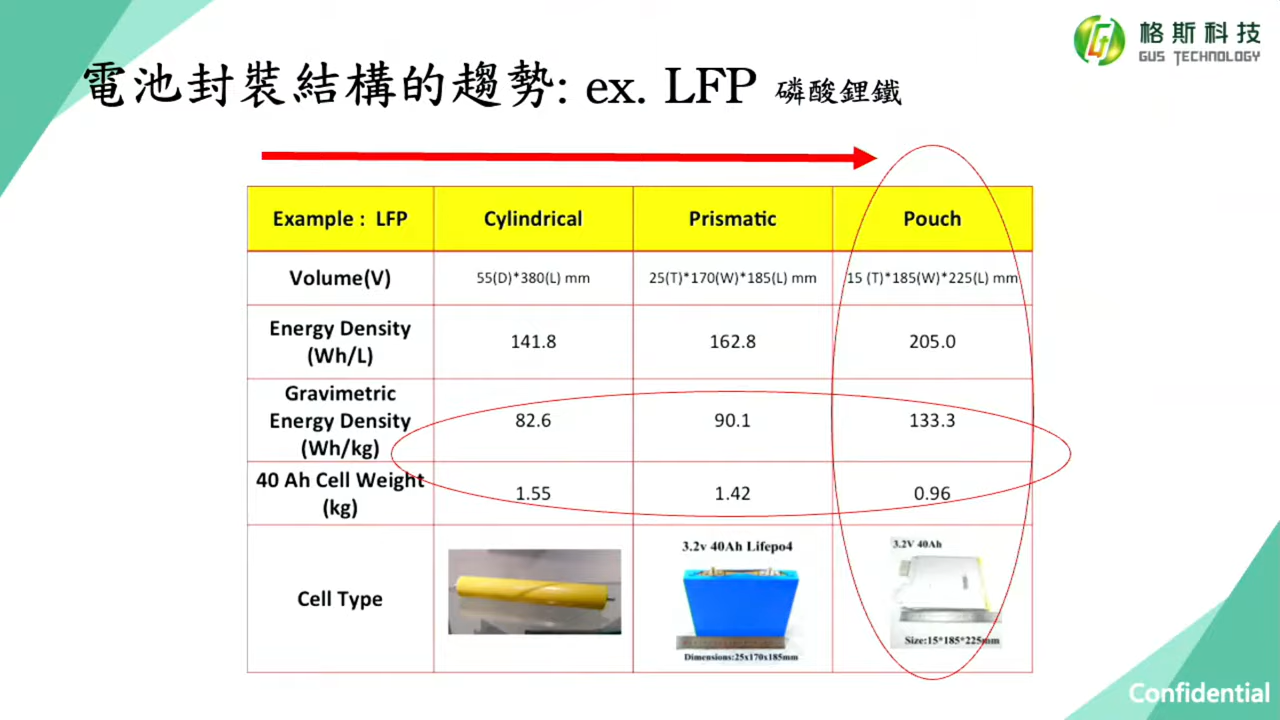 格斯科技
GUS TECHNOLOGY
電池封裝結構的趨勢: ex. LFP 磷酸鋰鐵
Example : LFP
Cylindrical
Prismatic
Pouch
Volume(V)
55(D)*380(L) mm
25(T)*170(W)*185(L) mm
15 (T)*185(W)*225(L) mm
Energy Density
(Wh/L)
141.8
162.8
205.0
Gravimetric
Energy Density
(Wh/kg)
82.6
90.1
133.3
40 Ah Cell Weight
(kg)
1.55
1.42
0.96
Cell Type
3.2v 40Ah Lifepo4
Dimensions:25x170x185mm
3.2V 40Ah
Size:15*185*225mm
Confidential